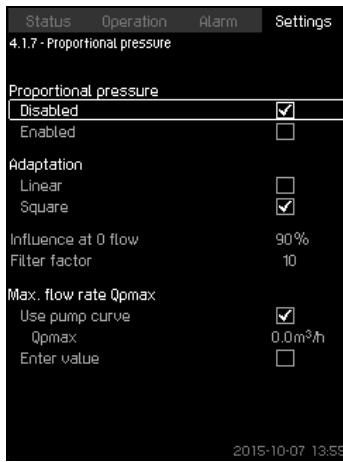 Status Operation Alarm Settings
4.1.7 - Proportional pressure
Proportional pressure
Disabled
Enabled
Adaptation
Linear
Square
Influence at 0 flow 90%
Filter factor 10
Max. flow rate Qpmax
Use pump curve
Qpmax 0.0m³/h
Enter value
2015-10-07 13:55